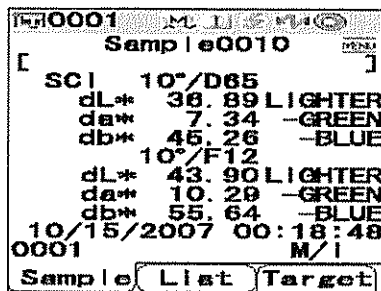 0001
Sample0010
MENU
[ ]
SCI 10°/D65
dL* 36.89 LIGHTER
da* 7.34 -GREEN
db* 45.26 -BLUE
10°/F12
dL* 43.90 LIGHTER
da* 10.29 -GREEN
db* 55.64 -BLUE
10/15/2007 00:18:48
0001 M/I
Sample List Target